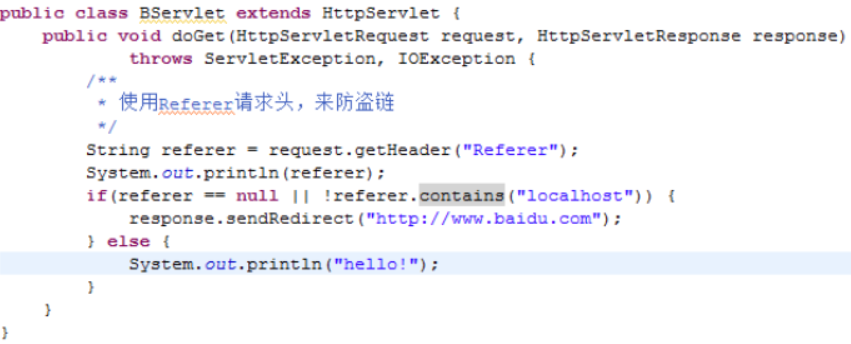 public class BServlet extends HttpServlet {
    public void doGet(HttpServletRequest request, HttpServletResponse response)
            throws ServletException, IOException {
        /**
         * 使用Referer请求头，来防盗链
         */
        String referer = request.getHeader("Referer");
        System.out.println(referer);
        if(referer == null || !referer.contains("localhost")) {
            response.sendRedirect("http://www.baidu.com");
        } else {
            System.out.println("hello!");
        }
    }
}